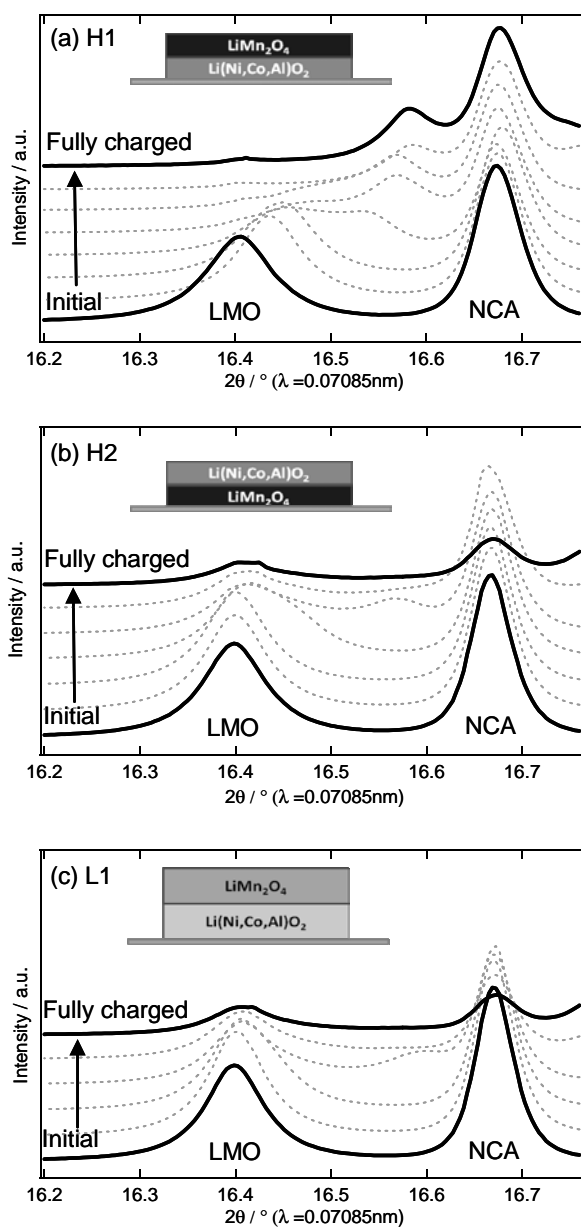 (a) H1
LiMn₂O₄
Li(Ni,Co,Al)O₂
Fully charged
Intensity / a.u.
Initial
LMO
NCA
16.2 16.3 16.4 16.5 16.6 16.7
2θ / ° (λ =0.07085nm)
(b) H2
Li(Ni,Co,Al)O₂
LiMn₂O₄
Fully charged
Intensity / a.u.
Initial
LMO
NCA
16.2 16.3 16.4 16.5 16.6 16.7
2θ / ° (λ =0.07085nm)
(c) L1
LiMn₂O₄
Li(Ni,Co,Al)O₂
Fully charged
Intensity / a.u.
Initial
LMO
NCA
16.2 16.3 16.4 16.5 16.6 16.7
2θ / ° (λ =0.07085nm)